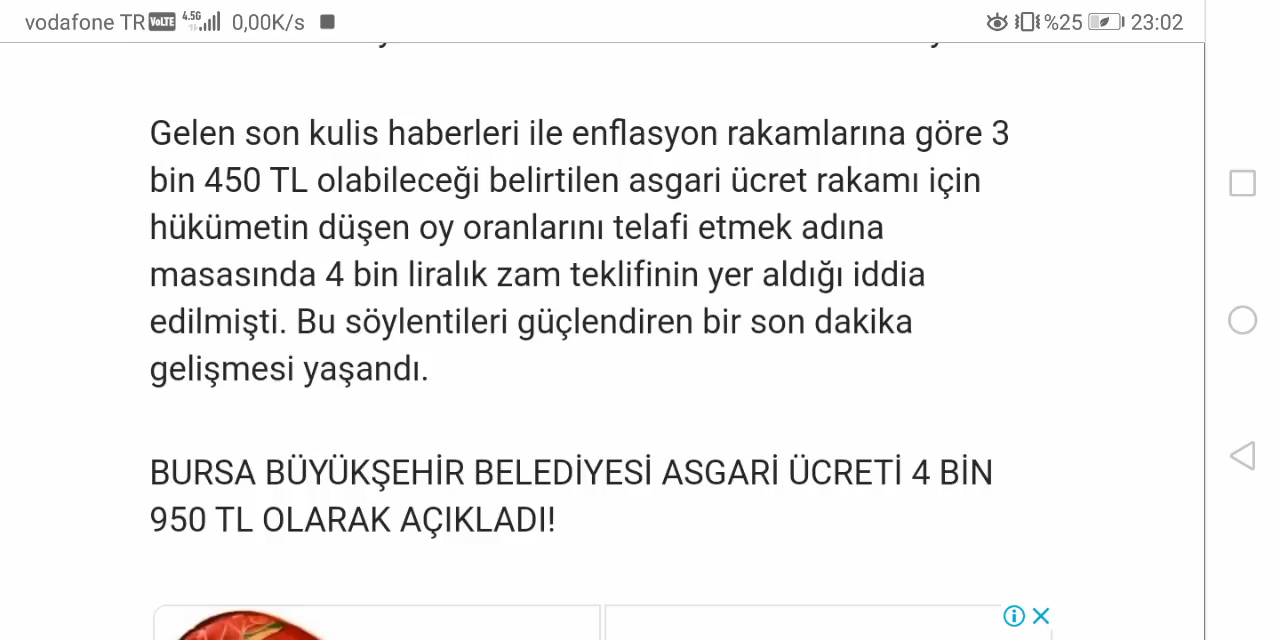 vodafone TR VoLTE 4.5G 0,00K/s %25 23:02
Gelen son kulis haberleri ile enflasyon rakamlarına göre 3
bin 450 TL olabileceği belirtilen asgari ücret rakamı için
hükümetin düşen oy oranlarını telafi etmek adına
masasında 4 bin liralık zam teklifinin yer aldığı iddia
edilmişti. Bu söylentileri güçlendiren bir son dakika
gelişmesi yaşandı.
BURSA BÜYÜKŞEHİR BELEDİYESİ ASGARİ ÜCRETİ 4 BİN
950 TL OLARAK AÇIKLADI!